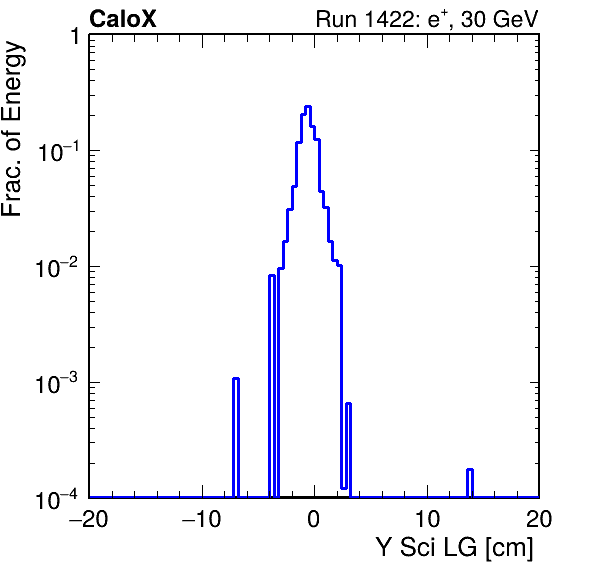 CaloX Run 1422: e⁺, 30 GeV
Frac. of Energy
1
10⁻¹
10⁻²
10⁻³
10⁻⁴
−20 −10 0 10 20
Y Sci LG [cm]